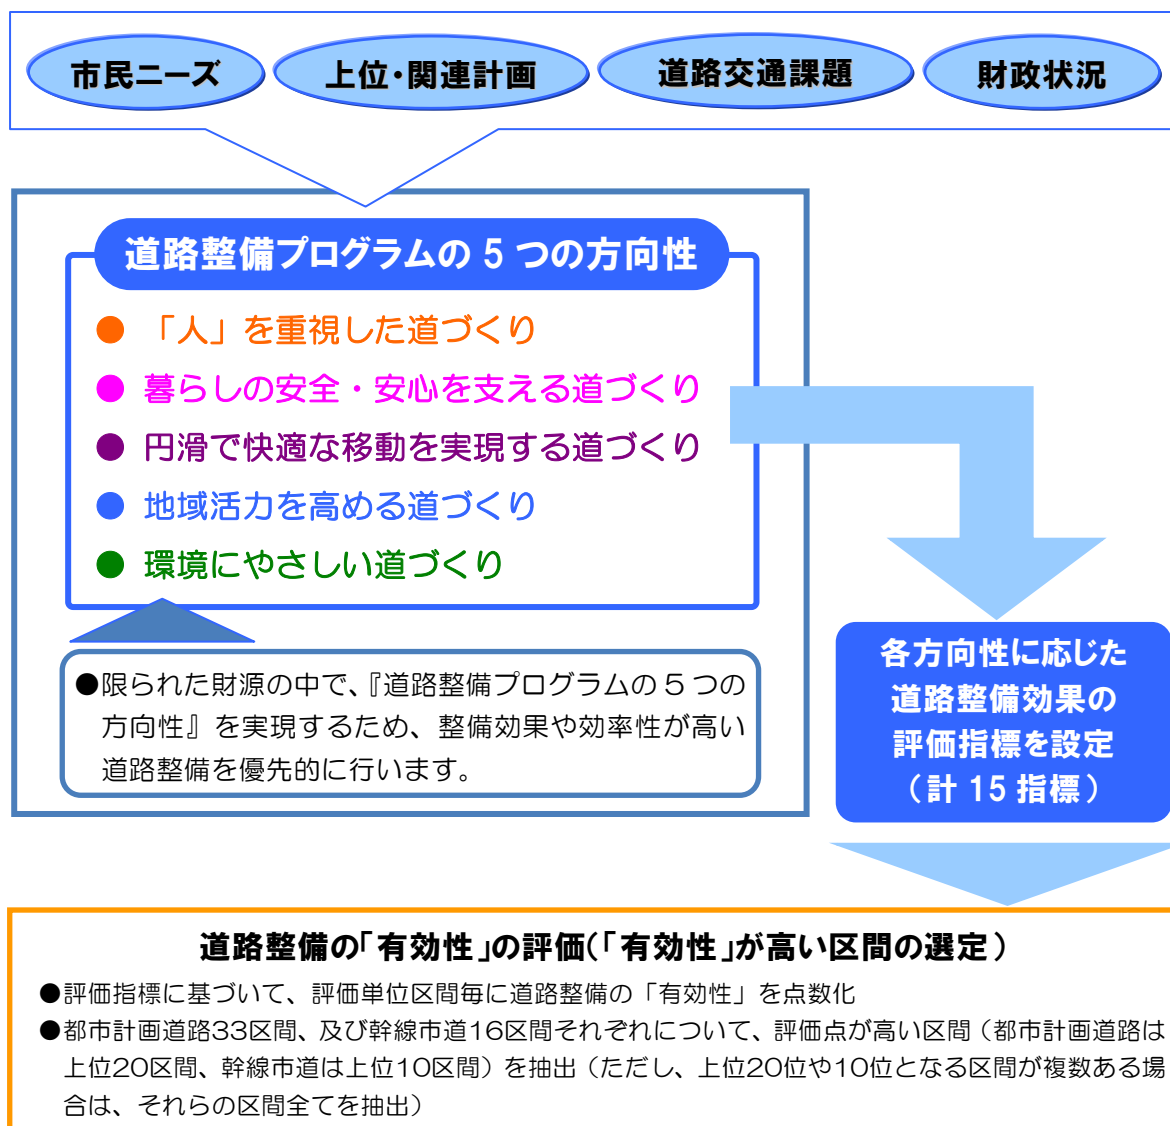 市民ニーズ 上位・関連計画 道路交通課題 財政状況
道路整備プログラムの 5 つの方向性
● 「人」を重視した道づくり
● 暮らしの安全・安心を支える道づくり
● 円滑で快適な移動を実現する道づくり
● 地域活力を高める道づくり
● 環境にやさしい道づくり
●限られた財源の中で、『道路整備プログラムの 5 つの
方向性』を実現するため、整備効果や効率性が高い
道路整備を優先的に行います。
各方向性に応じた
道路整備効果の
評価指標を設定
（計 15 指標）
道路整備の「有効性」の評価（「有効性」が高い区間の選定）
●評価指標に基づいて、評価単位区間毎に道路整備の「有効性」を点数化
●都市計画道路33区間、及び幹線市道16区間それぞれについて、評価点が高い区間（都市計画道路は
上位20区間、幹線市道は上位10区間）を抽出（ただし、上位20位や10位となる区間が複数ある場
合は、それらの区間全てを抽出）